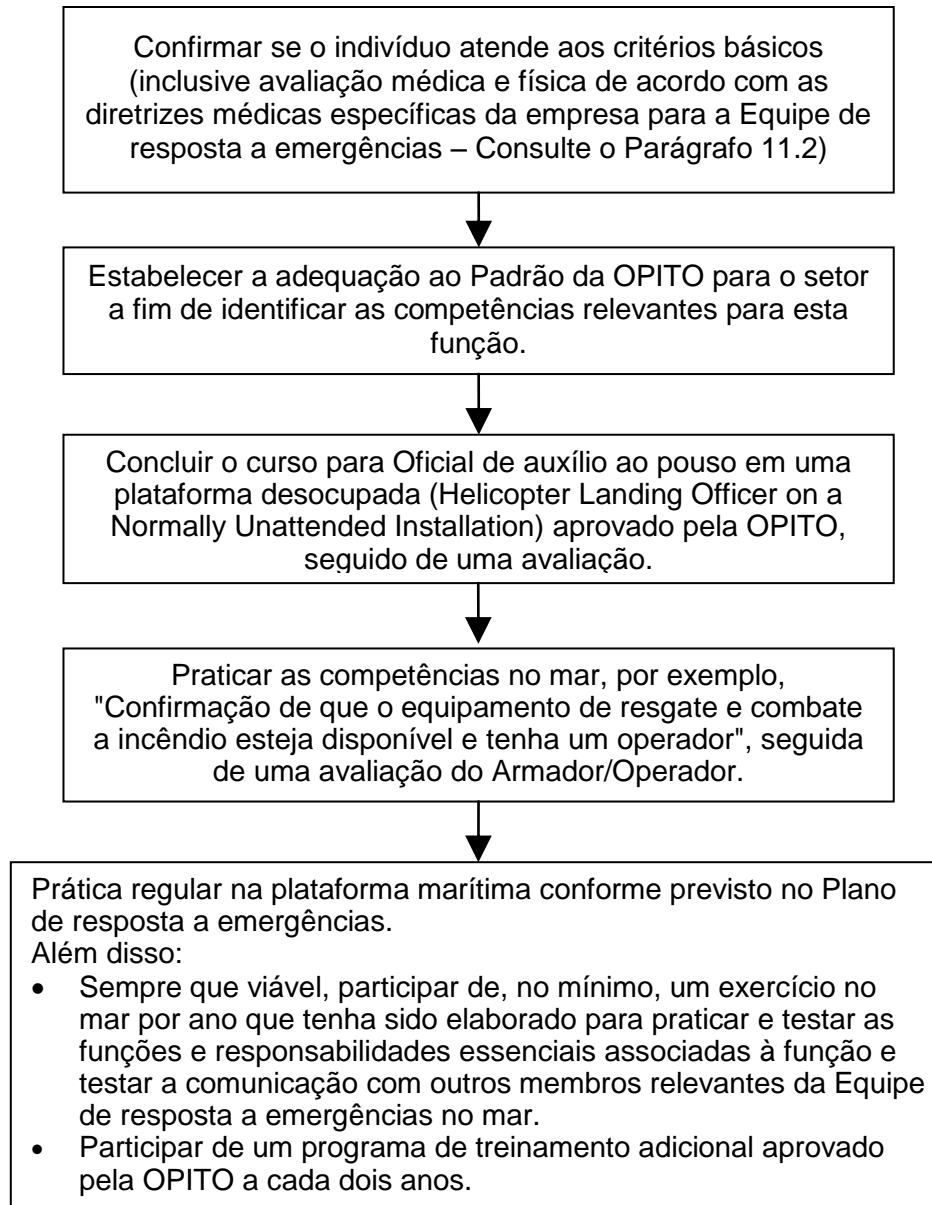 Confirmar se o indivíduo atende aos critérios básicos
(inclusive avaliação médica e física de acordo com as
diretrizes médicas específicas da empresa para a Equipe de
resposta a emergências – Consulte o Parágrafo 11.2)
Estabelecer a adequação ao Padrão da OPITO para o setor
a fim de identificar as competências relevantes para esta
função.
Concluir o curso para Oficial de auxílio ao pouso em uma
plataforma desocupada (Helicopter Landing Officer on a
Normally Unattended Installation) aprovado pela OPITO,
seguido de uma avaliação.
Praticar as competências no mar, por exemplo,
"Confirmação de que o equipamento de resgate e combate
a incêndio esteja disponível e tenha um operador", seguida
de uma avaliação do Armador/Operador.
Prática regular na plataforma marítima conforme previsto no Plano
de resposta a emergências.
Além disso:
• Sempre que viável, participar de, no mínimo, um exercício no
mar por ano que tenha sido elaborado para praticar e testar as
funções e responsabilidades essenciais associadas à função e
testar a comunicação com outros membros relevantes da Equipe
de resposta a emergências no mar.
• Participar de um programa de treinamento adicional aprovado
pela OPITO a cada dois anos.